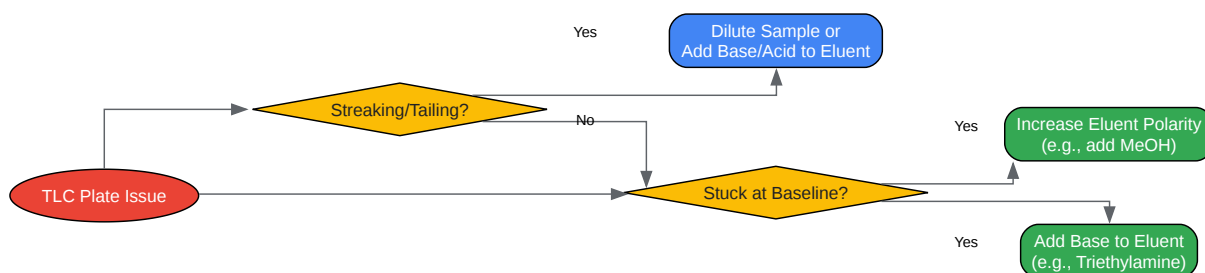 Yes
Dilute Sample or
Add Base/Acid to Eluent
Streaking/Tailing?
No
TLC Plate Issue
Stuck at Baseline?
Yes
Increase Eluent Polarity
(e.g., add MeOH)
Yes
Add Base to Eluent
(e.g., Triethylamine)